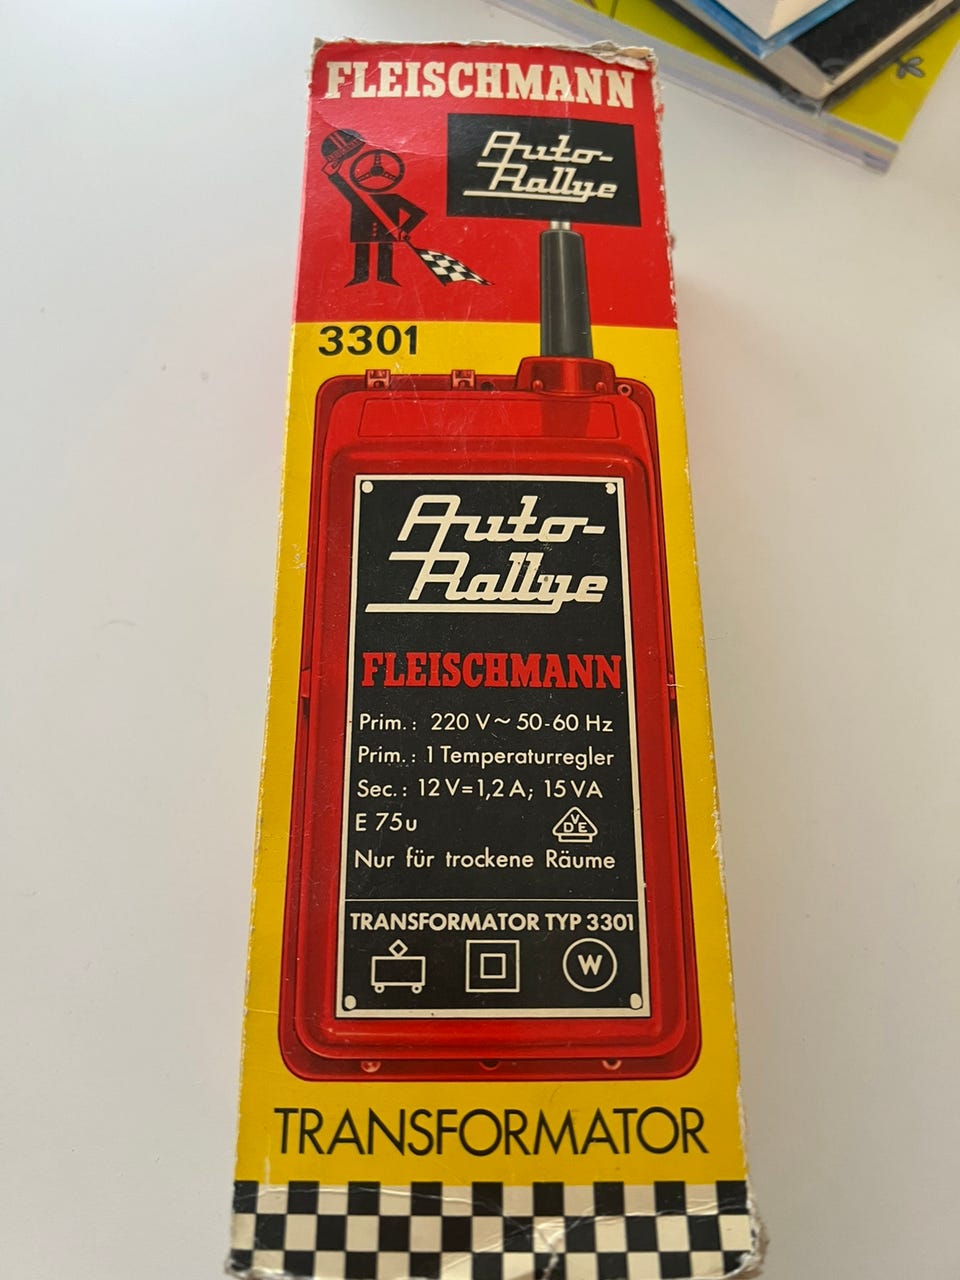 FLEISCHMANN
Auto-
Rallye
3301
Auto-
Rallye
FLEISCHMANN
Prim.: 220 V~ 50-60 Hz
Prim.: 1 Temperaturregler
Sec.: 12 V=1,2 A; 15 VA
E 75u
VDE
Nur für trockene Räume
TRANSFORMATOR TYP 3301
W
TRANSFORMATOR